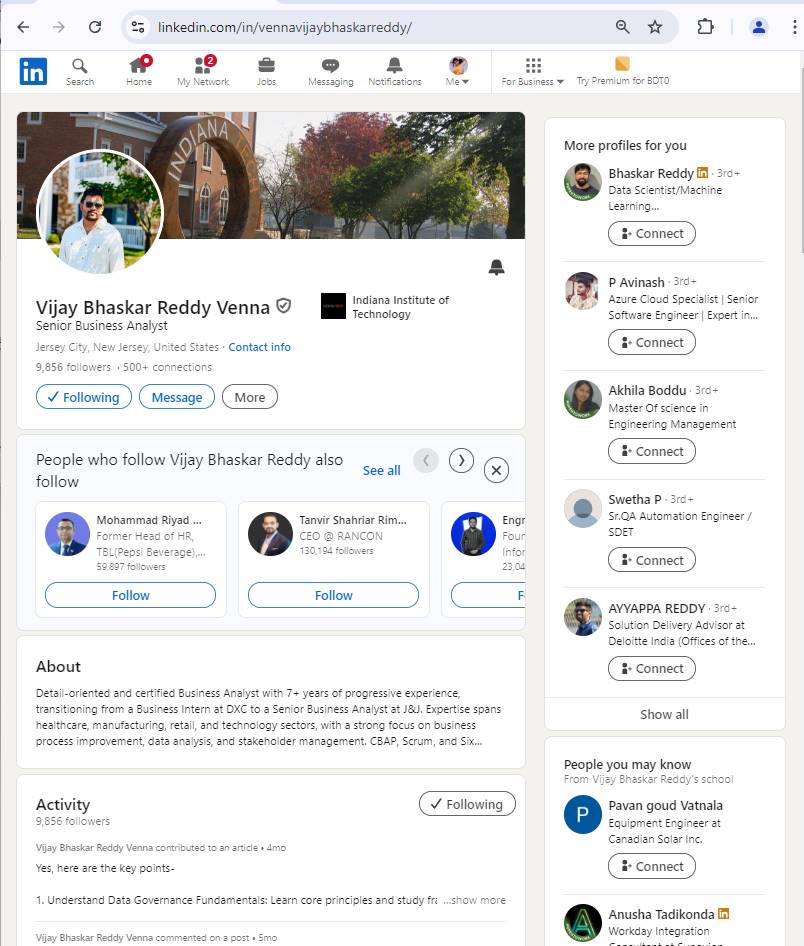 linkedin.com/in/vennavijaybhaskarreddy/
in
Search
Home
2
My Network
Jobs
Messaging
Notifications
Me
For Business
Try Premium for BDT0
INDIANA TECH
Vijay Bhaskar Reddy Venna
Senior Business Analyst
Indiana Institute of
Technology
Jersey City, New Jersey, United States · Contact info
9,856 followers · 500+ connections
Following
Message
More
People who follow Vijay Bhaskar Reddy also
follow
See all
Mohammad Riyad ...
Former Head of HR,
TBL(Pepsi Beverage),...
59,897 followers
Follow
Tanvir Shahriar Rim...
CEO @ RANCON
130,194 followers
Follow
Engr
Foun
Infor
23,04
F
About
Detail-oriented and certified Business Analyst with 7+ years of progressive experience,
transitioning from a Business Intern at DXC to a Senior Business Analyst at J&J. Expertise spans
healthcare, manufacturing, retail, and technology sectors, with a strong focus on business
process improvement, data analysis, and stakeholder management. CBAP, Scrum, and Six...
Activity
9,856 followers
Following
Vijay Bhaskar Reddy Venna contributed to an article • 4mo
Yes, here are the key points-
1. Understand Data Governance Fundamentals: Learn core principles and study fra ...show more
Vijay Bhaskar Reddy Venna commented on a post • 5mo
More profiles for you
Bhaskar Reddy in · 3rd+
Data Scientist/Machine
Learning...
Connect
P Avinash · 3rd+
Azure Cloud Specialist | Senior
Software Engineer | Expert in...
Connect
Akhila Boddu · 3rd+
Master Of science in
Engineering Management
Connect
Swetha P · 3rd+
Sr.QA Automation Engineer /
SDET
Connect
AYYAPPA REDDY · 3rd+
Solution Delivery Advisor at
Deloitte India (Offices of the...
Connect
Show all
People you may know
From Vijay Bhaskar Reddy's school
P
Pavan goud Vatnala
Equipment Engineer at
Canadian Solar Inc.
Connect
Anusha Tadikonda in
Workday Integration